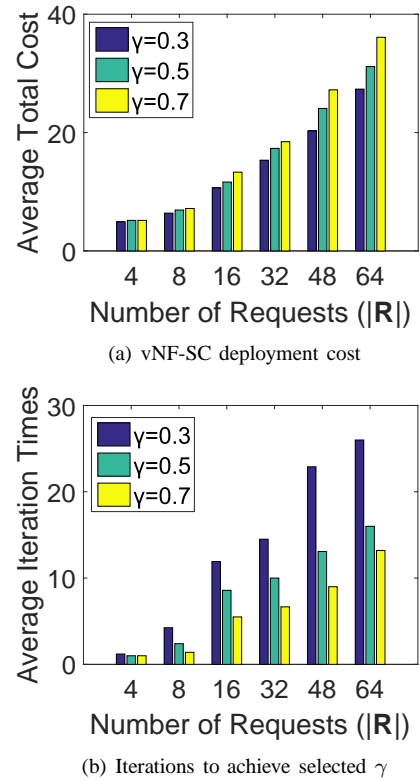 40
20
0
Average Total Cost
γ=0.3
γ=0.5
γ=0.7
4 8 16 32 48 64
Number of Requests (|R|)
(a) vNF-SC deployment cost
30
20
10
0
Average Iteration Times
γ=0.3
γ=0.5
γ=0.7
4 8 16 32 48 64
Number of Requests (|R|)
(b) Iterations to achieve selected γ